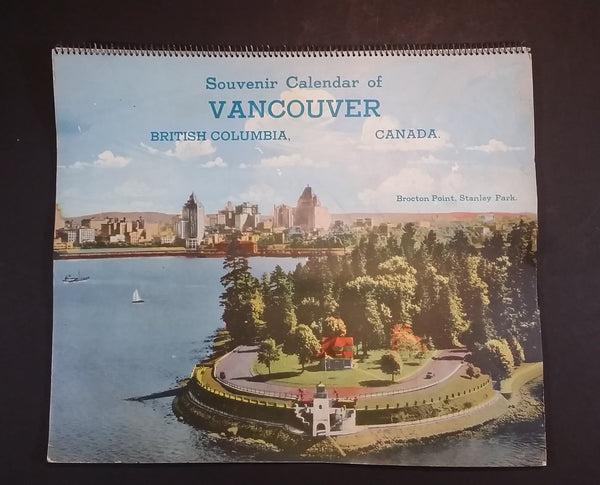 Souvenir Calendar of
VANCOUVER
BRITISH COLUMBIA, CANADA.
Brocton Point, Stanley Park.